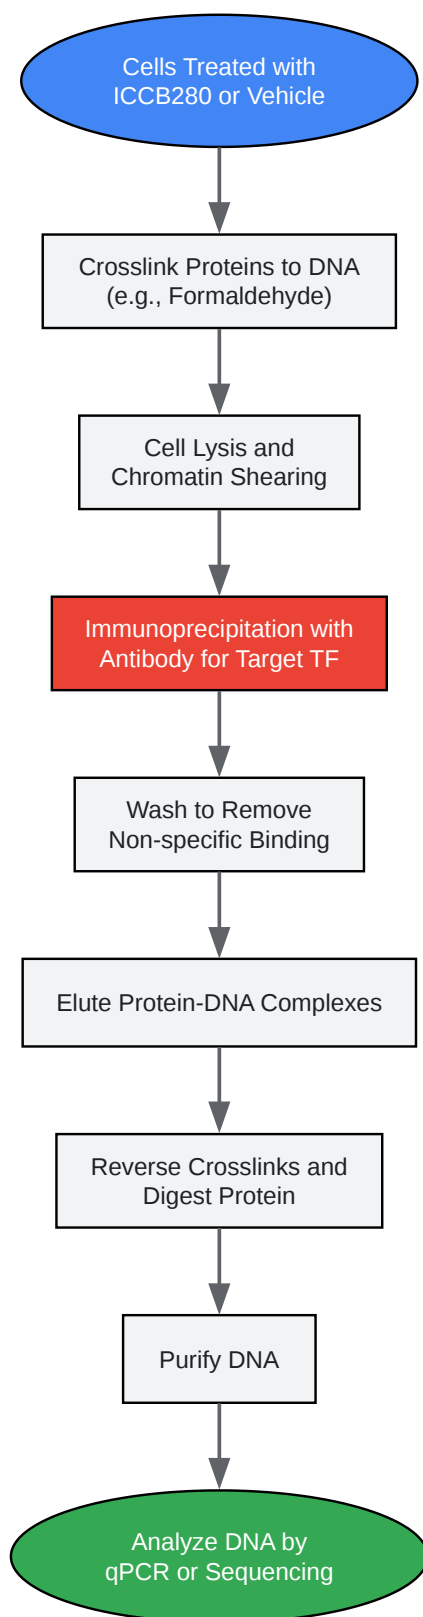 Cells Treated with
ICCB280 or Vehicle
Crosslink Proteins to DNA
(e.g., Formaldehyde)
Cell Lysis and
Chromatin Shearing
Immunoprecipitation with
Antibody for Target TF
Wash to Remove
Non-specific Binding
Elute Protein-DNA Complexes
Reverse Crosslinks and
Digest Protein
Purify DNA
Analyze DNA by
qPCR or Sequencing